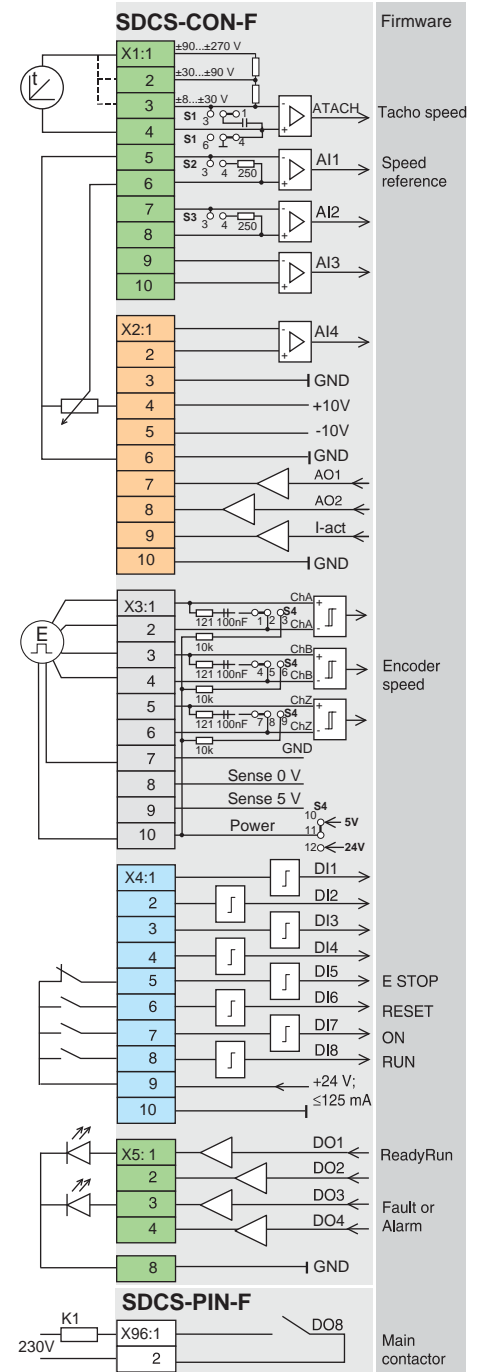 SDCS-CON-F Firmware
X1:1 ±90...±270 V
2 ±30...±90 V
t
3 ±8...±30 V ATACH Tacho speed
S1 3 1
4 S1 6 4
5 S2 3 4 250 AI1 Speed
6 reference
7 S3 3 4 250 AI2
8
9 AI3
10
X2:1 AI4
2
3 GND
4 +10V
5 -10V
6 GND
7 AO1
8 AO2
9 I-act
10 GND
X3:1 ChA
121 100nF 1 2 3 S4
2 ChA
10k
E
3 ChB
121 100nF 4 5 6 S4 Encoder
4 ChB speed
10k
5 ChZ
121 100nF 7 8 9 S4
6 ChZ
10k
7 GND
8 Sense 0 V
9 Sense 5 V S4
10 5V
10 Power 11
12 24V
X4:1 DI1
2 DI2
3 DI3
4 DI4
5 DI5 E STOP
6 DI6 RESET
7 DI7 ON
8 DI8 RUN
9 +24 V;
≤125 mA
10
X5: 1 DO1 ReadyRun
2 DO2
3 DO3 Fault or
4 DO4 Alarm
8 GND
SDCS-PIN-F
K1 X96:1 DO8 Main
230V 2 contactor